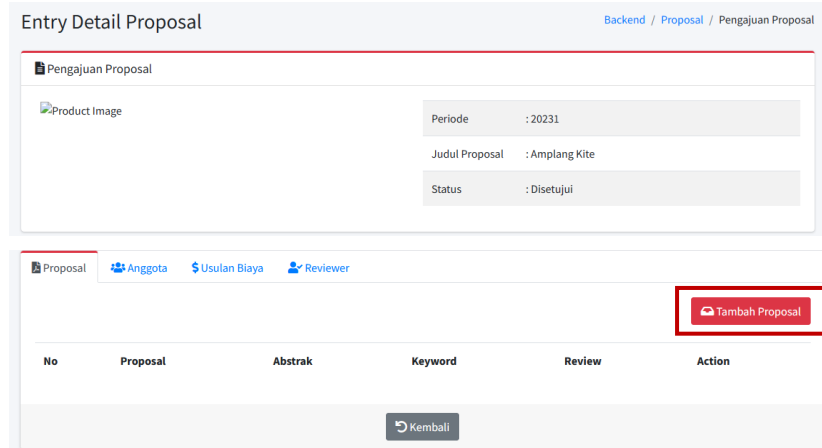 Entry Detail Proposal
Backend / Proposal / Pengajuan Proposal
Pengajuan Proposal
Product Image
Periode : 20231
Judul Proposal : Amplang Kite
Status : Disetujui
Proposal Anggota Usulan Biaya Reviewer
Tambah Proposal
No Proposal Abstrak Keyword Review Action
Kembali